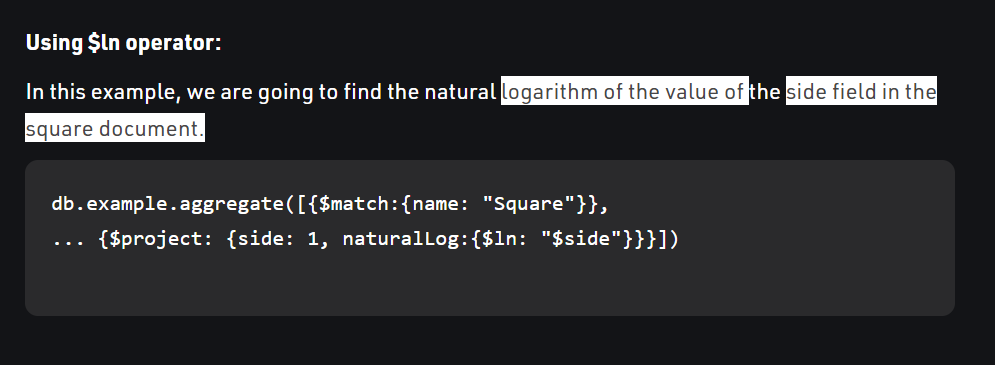 Using $ln operator:
In this example, we are going to find the natural logarithm of the value of the side field in the
square document.
db.example.aggregate([{$match:{name: "Square"}},
... {$project: {side: 1, naturalLog:{$ln: "$side"}}}])